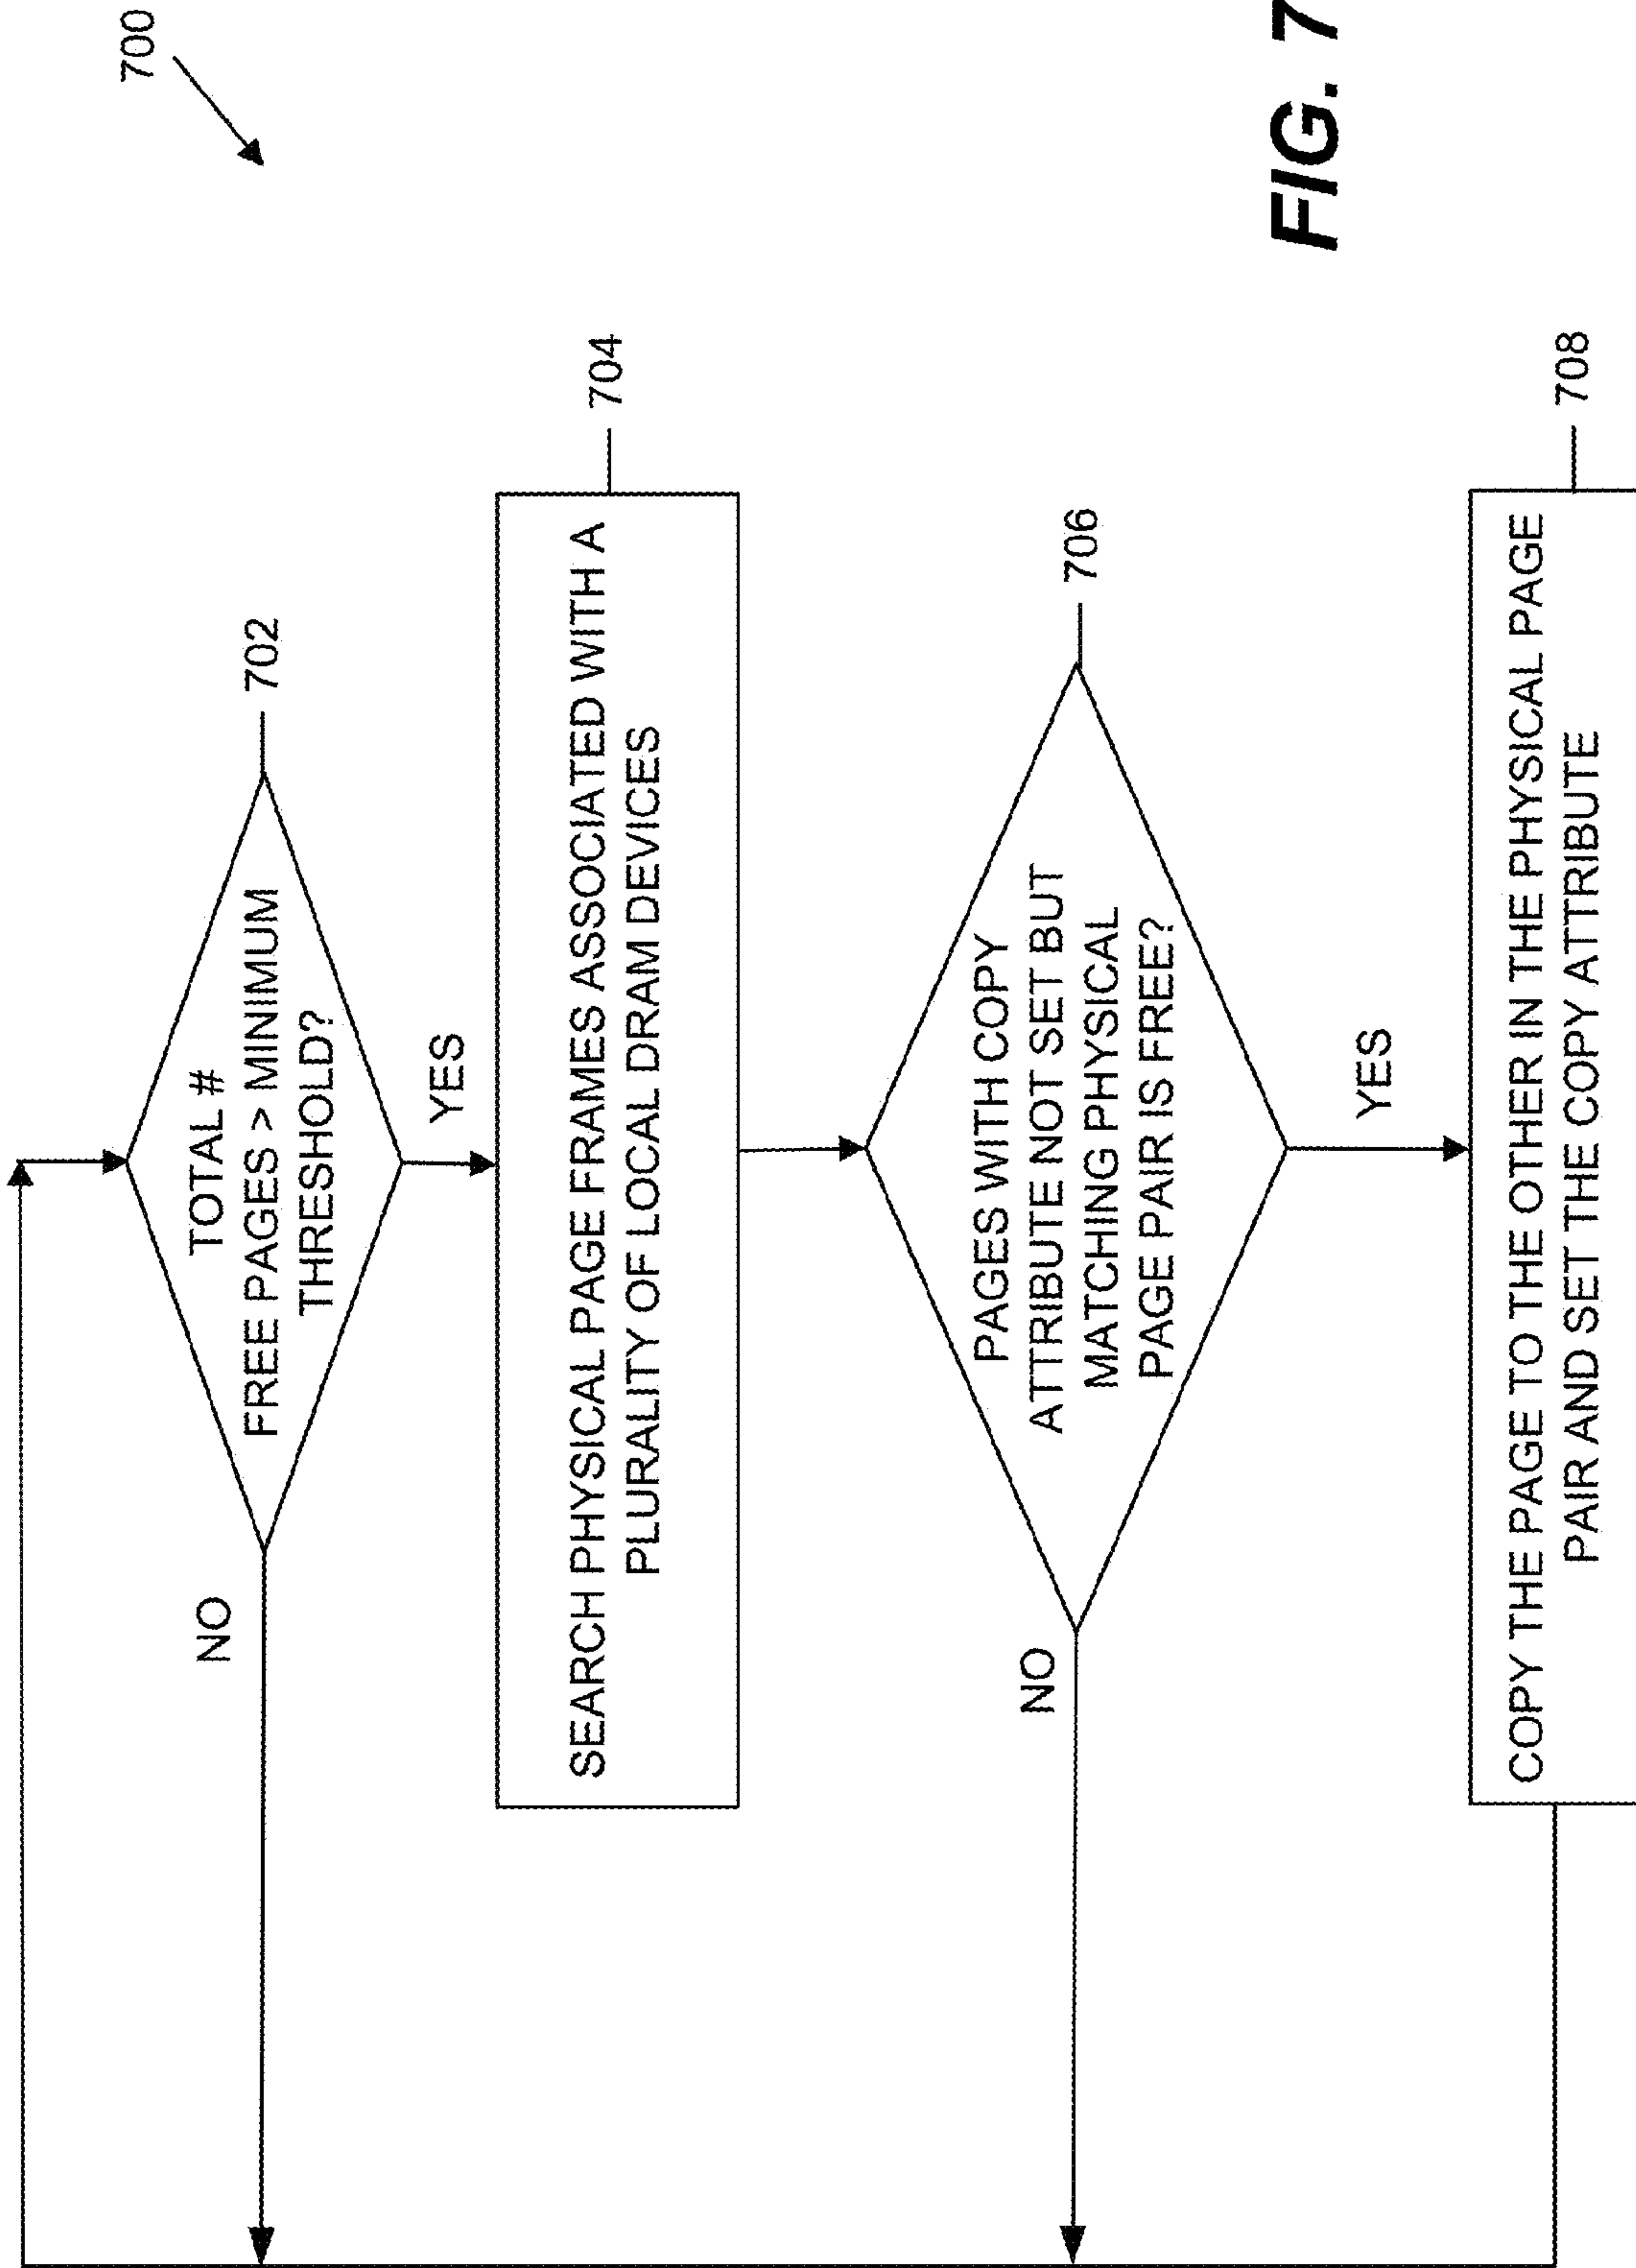 700
TOTAL #
FREE PAGES > MINIMUM
THRESHOLD?
702
NO
YES
SEARCH PHYSICAL PAGE FRAMES ASSOCIATED WITH A
PLURALITY OF LOCAL DRAM DEVICES
704
PAGES WITH COPY
ATTRIBUTE NOT SET BUT
MATCHING PHYSICAL
PAGE PAIR IS FREE?
706
NO
YES
COPY THE PAGE TO THE OTHER IN THE PHYSICAL PAGE
PAIR AND SET THE COPY ATTRIBUTE
708
FIG. 7